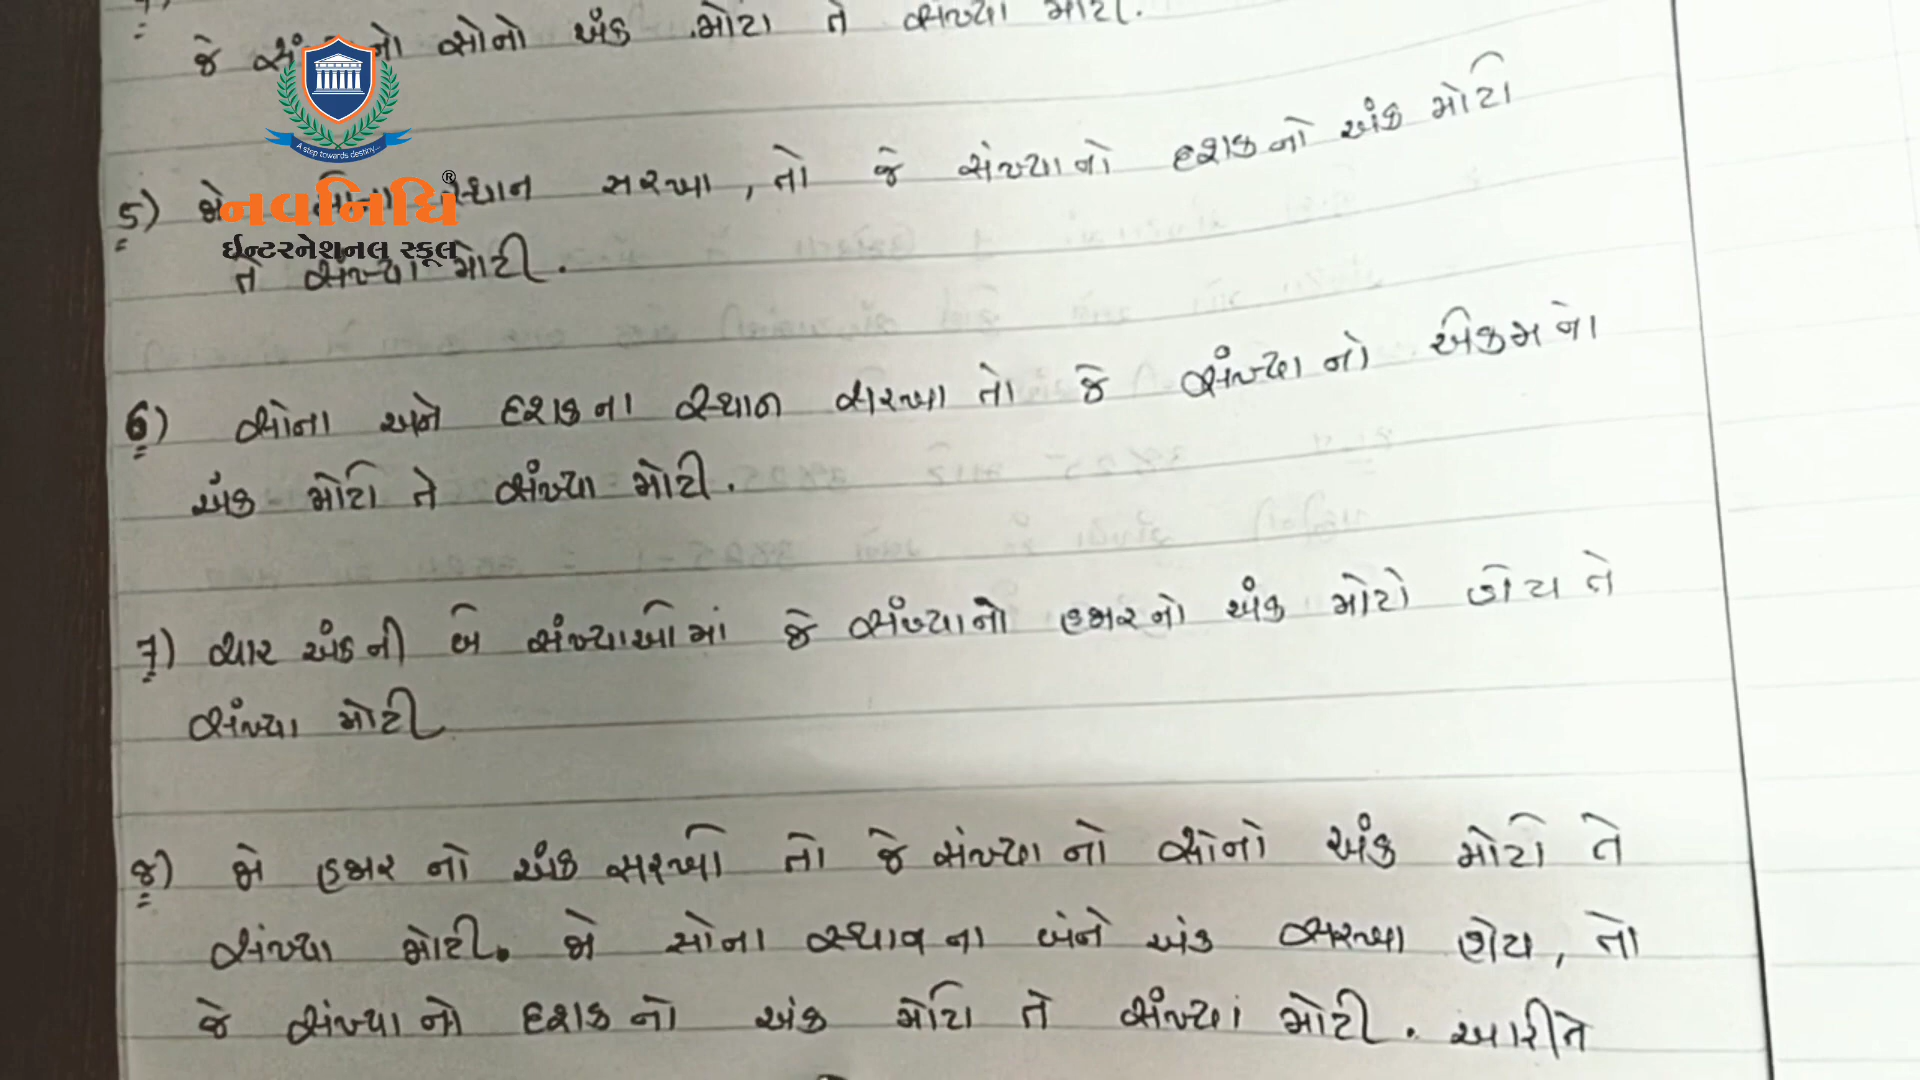 જે સંખ્યાનો સોનો અંક મોટો તે સંખ્યા મોટી.
A step towards destiny...
નવનિધિ®
ઈન્ટરનેશનલ સ્કૂલ
5) જો સોના સ્થાન સરખા, તો જે સંખ્યાનો દશકનો અંક મોટો
તે સંખ્યા મોટી.
6) સોના અને દશકના સ્થાન સરખા તો જે સંખ્યાનો એકમનો
અંક મોટો તે સંખ્યા મોટી.
7) ચાર અંકની બે સંખ્યાઓમાં જે સંખ્યાનો હજારનો અંક મોટો હોય તે
સંખ્યા મોટી
8) જો હજારનો અંક સરખો તો જે સંખ્યાનો સોનો અંક મોટો તે
સંખ્યા મોટી. જો સોના સ્થાનના બંને અંક સરખા હોય, તો
જે સંખ્યાનો દશકનો અંક મોટો તે સંખ્યા મોટી. આ રીતે